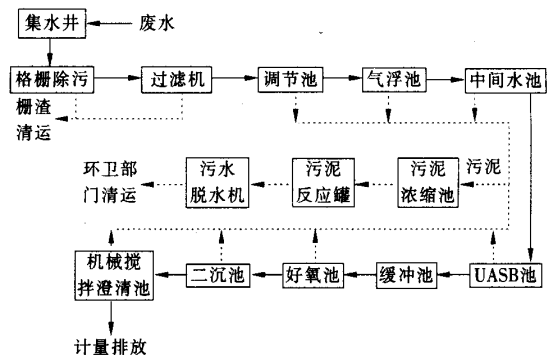 集水井
废水
格栅除污
过滤机
调节池
气浮池
中间水池
栅渣
清运
环卫部
门清运
污水
脱水机
污泥
反应罐
污泥
浓缩池
污泥
机械搅
拌澄清池
二沉池
好氧池
缓冲池
UASB池
计量排放